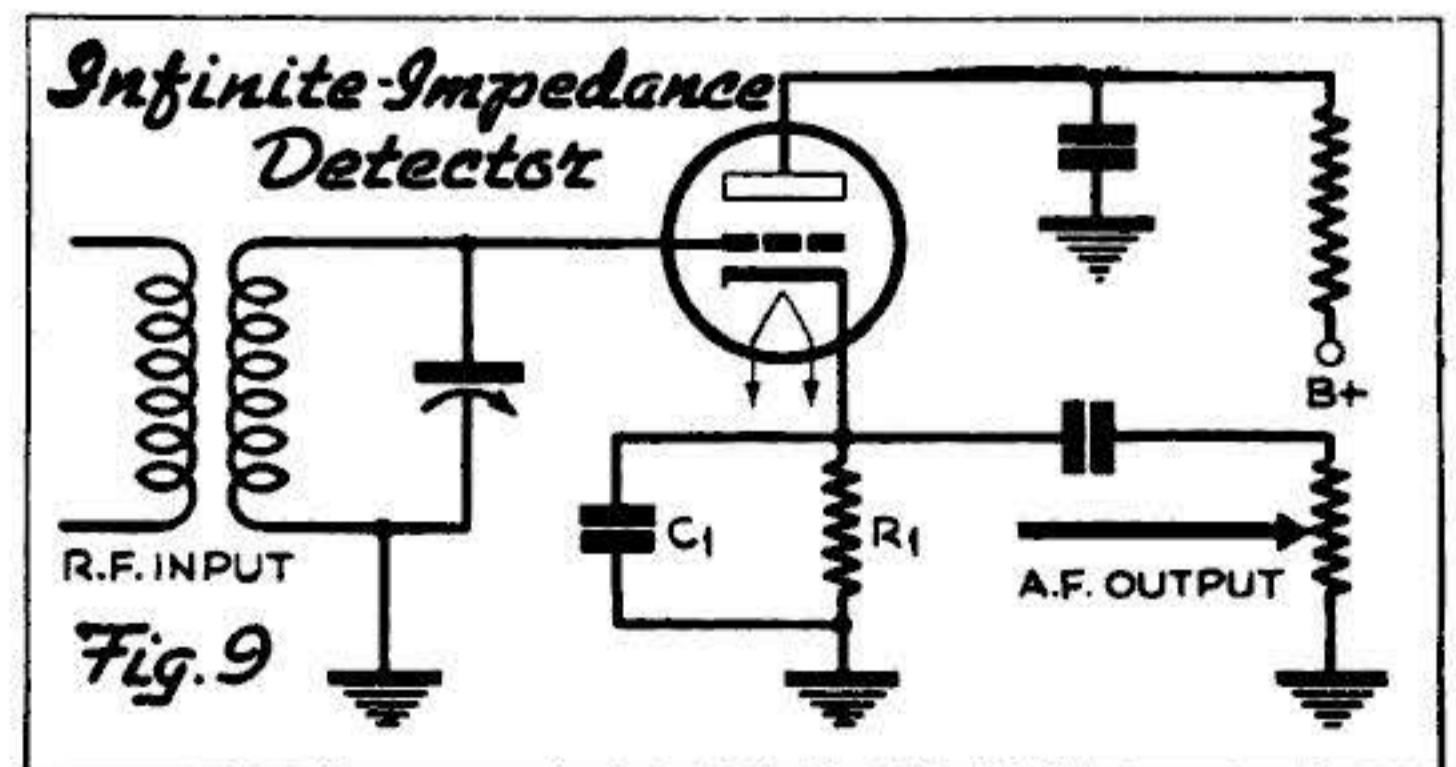 Infinite-Impedance
Detector
B+
C1
R1
R.F. INPUT
A.F. OUTPUT
Fig. 9